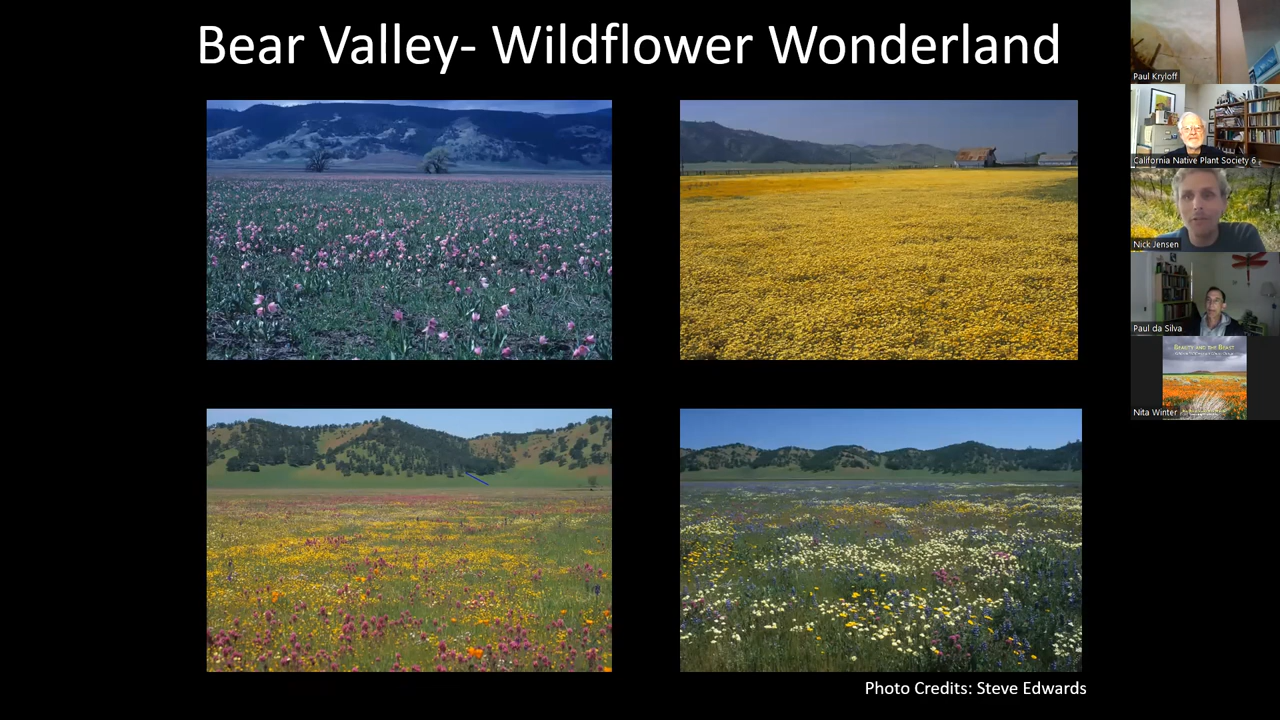 Bear Valley- Wildflower Wonderland
Paul Kryloff
California Native Plant Society 6
Nick Jensen
Paul da Silva
BEAUTY AND THE BEAST
Nita Winter
Photo Credits: Steve Edwards